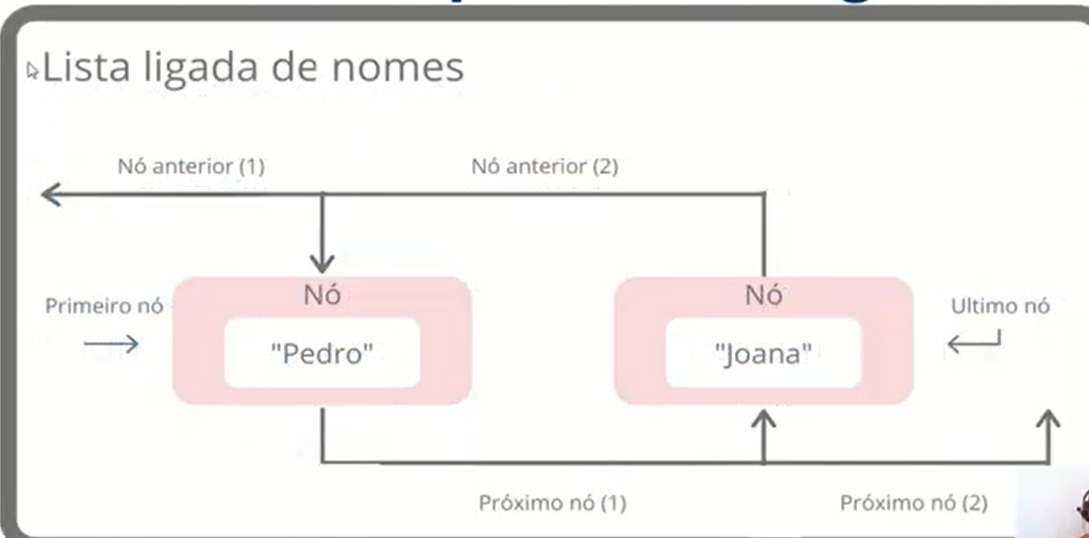 Lista ligada de nomes
Nó anterior (1)
Nó anterior (2)
Primeiro nó
Nó
"Pedro"
Nó
"Joana"
Ultimo nó
Próximo nó (1)
Próximo nó (2)